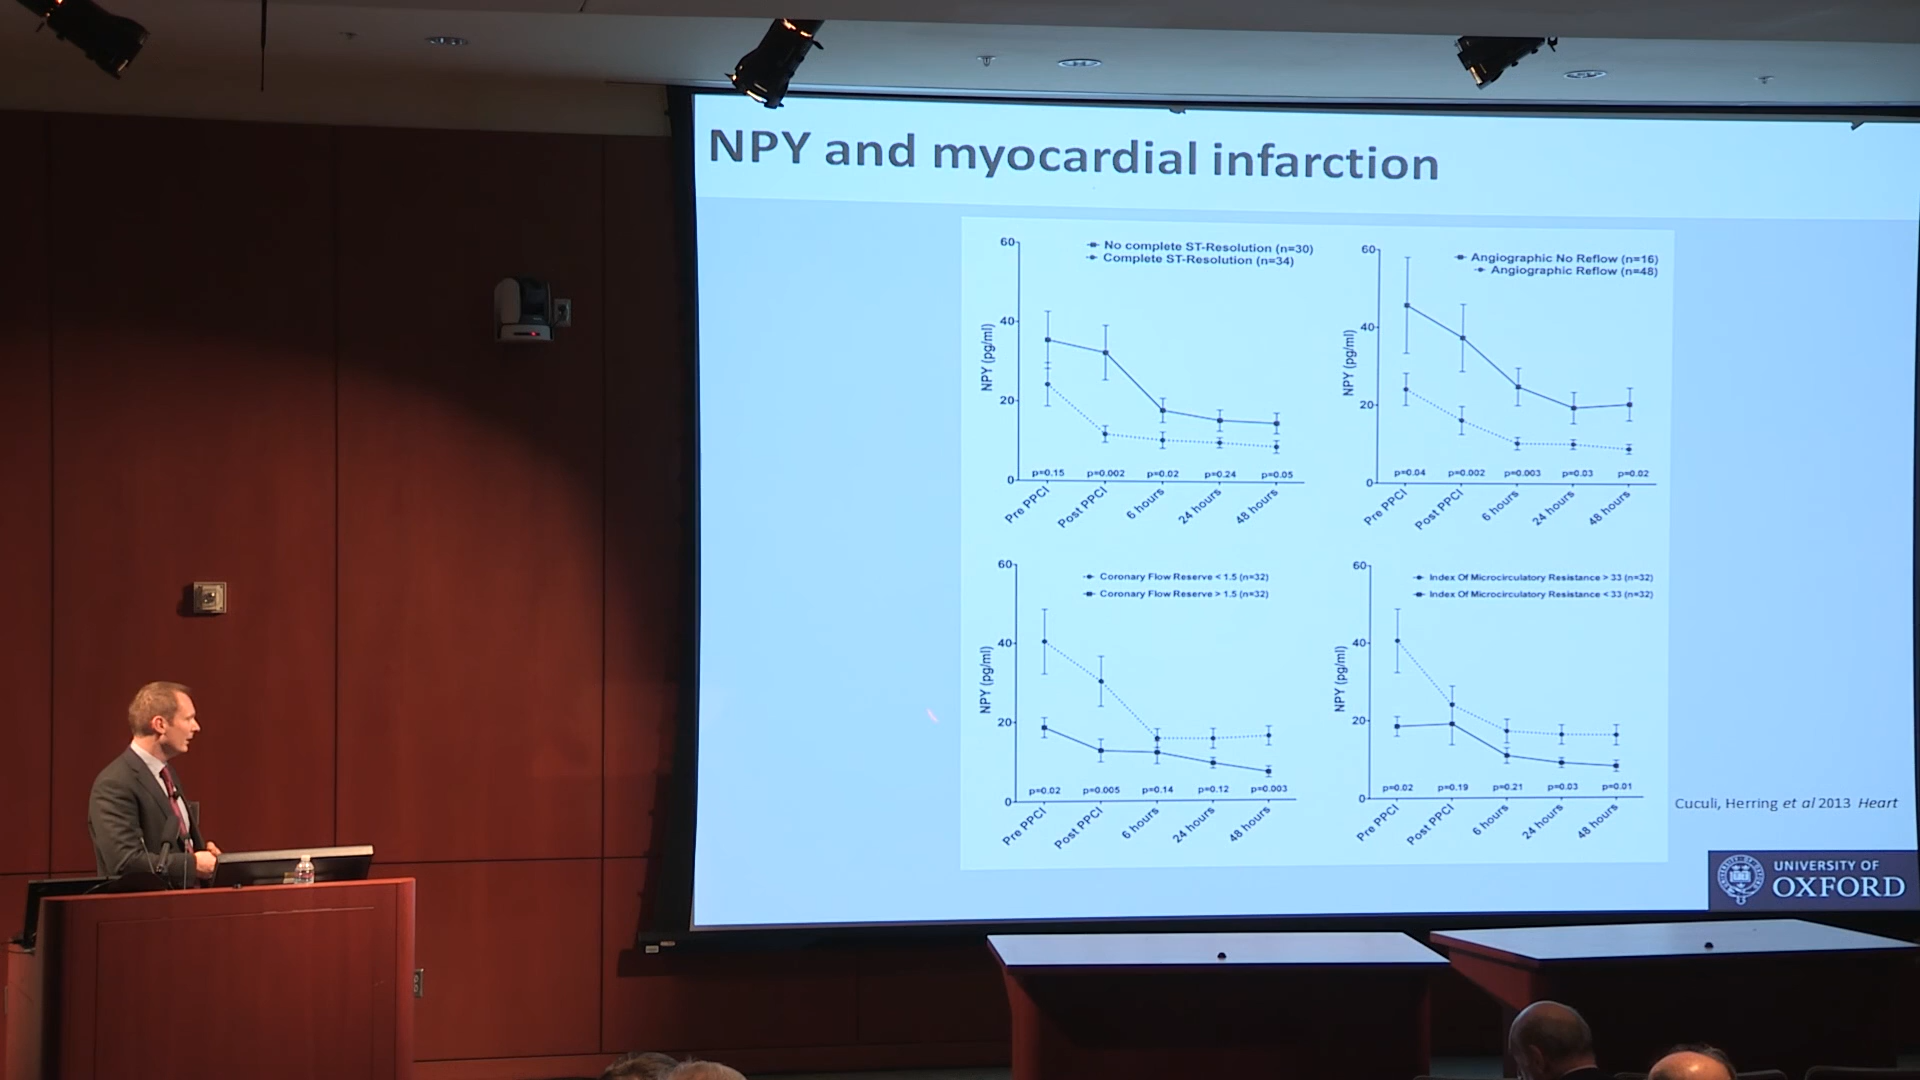 NPY and myocardial infarction
No complete ST-Resolution (n=30)
Complete ST-Resolution (n=34)
60
40
20
0
NPY (pg/ml)
p=0.15 p=0.002 p=0.02 p=0.24 p=0.05
Pre PPCI Post PPCI 6 hours 24 hours 48 hours
Angiographic No Reflow (n=16)
Angiographic Reflow (n=48)
60
40
20
0
NPY (pg/ml)
p=0.04 p=0.002 p=0.003 p=0.03 p=0.02
Pre PPCI Post PPCI 6 hours 24 hours 48 hours
Coronary Flow Reserve < 1.5 (n=32)
Coronary Flow Reserve > 1.5 (n=32)
60
40
20
0
NPY (pg/ml)
p=0.02 p=0.005 p=0.14 p=0.12 p=0.003
Pre PPCI Post PPCI 6 hours 24 hours 48 hours
Index Of Microcirculatory Resistance > 33 (n=32)
Index Of Microcirculatory Resistance < 33 (n=32)
60
40
20
0
NPY (pg/ml)
p=0.02 p=0.19 p=0.21 p=0.03 p=0.01
Pre PPCI Post PPCI 6 hours 24 hours 48 hours
Cuculi, Herring et al 2013 Heart
UNIVERSITY OF
OXFORD